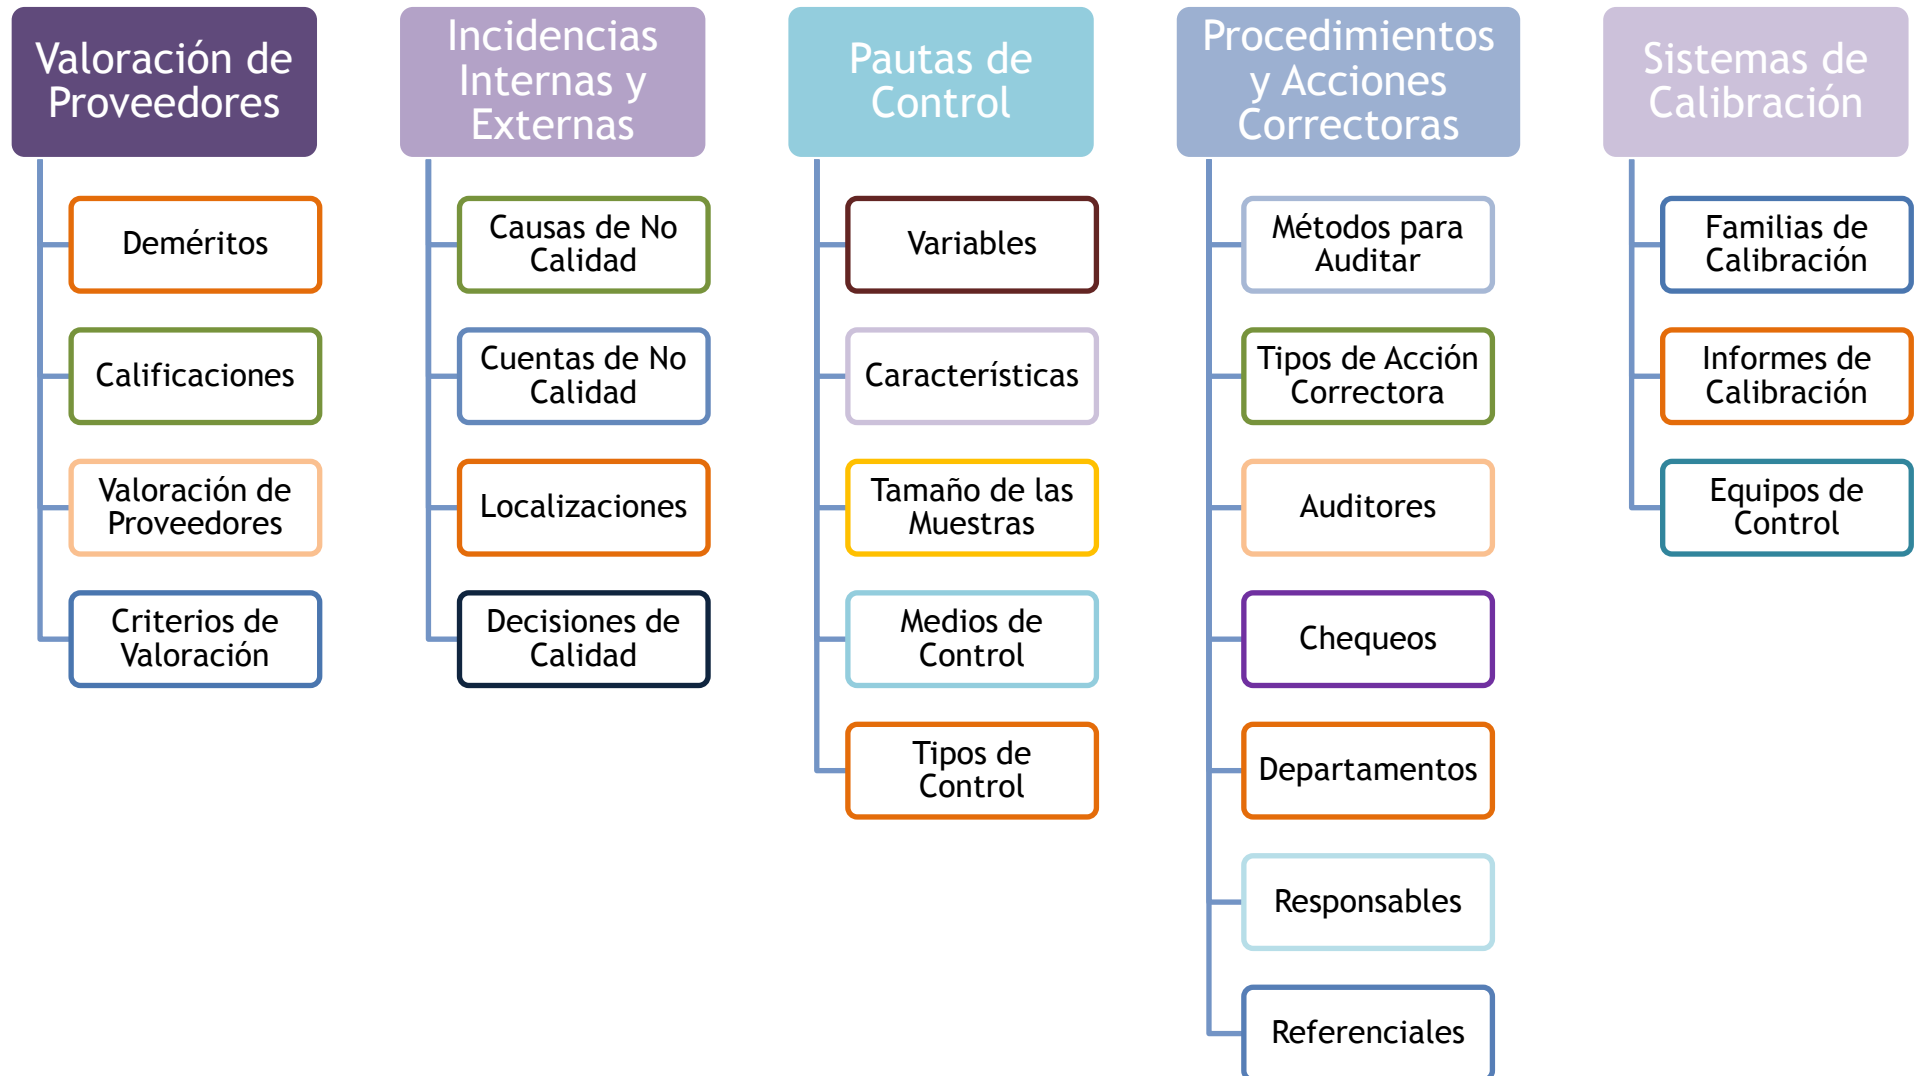 Valoración de
Proveedores
Deméritos
Calificaciones
Valoración de
Proveedores
Criterios de
Valoración
Incidencias
Internas y
Externas
Causas de No
Calidad
Cuentas de No
Calidad
Localizaciones
Decisiones de
Calidad
Pautas de
Control
Variables
Características
Tamaño de las
Muestras
Medios de
Control
Tipos de
Control
Procedimientos
y Acciones
Correctoras
Métodos para
Auditar
Tipos de Acción
Correctora
Auditores
Chequeos
Departamentos
Responsables
Referenciales
Sistemas de
Calibración
Familias de
Calibración
Informes de
Calibración
Equipos de
Control